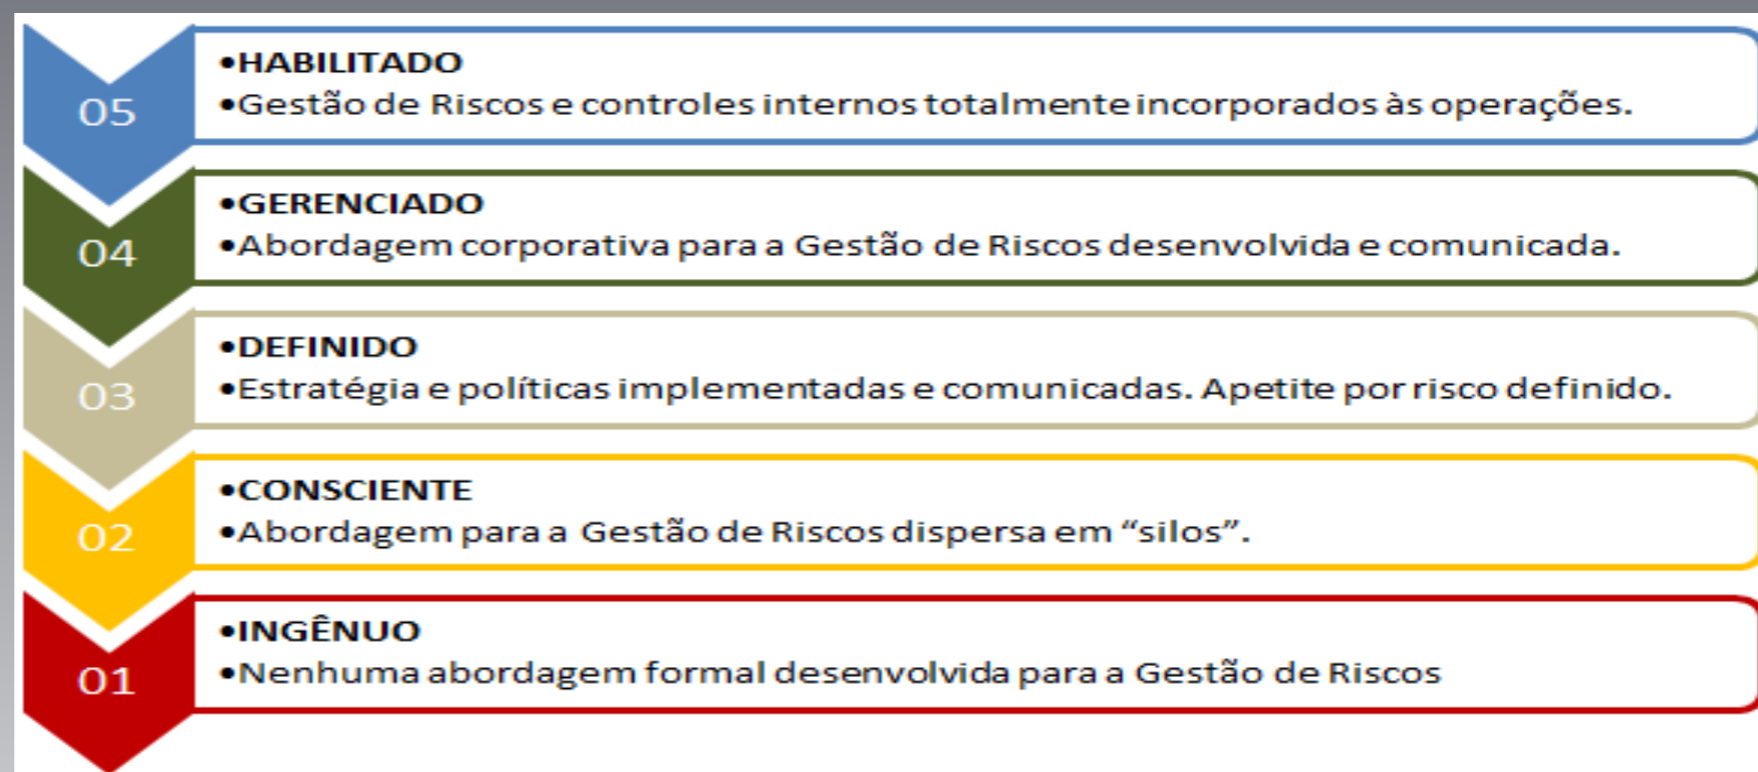 05
•HABILITADO
•Gestão de Riscos e controles internos totalmente incorporados às operações.
04
•GERENCIADO
•Abordagem corporativa para a Gestão de Riscos desenvolvida e comunicada.
03
•DEFINIDO
•Estratégia e políticas implementadas e comunicadas. Apetite por risco definido.
02
•CONSCIENTE
•Abordagem para a Gestão de Riscos dispersa em “silos”.
01
•INGÊNUO
•Nenhuma abordagem formal desenvolvida para a Gestão de Riscos